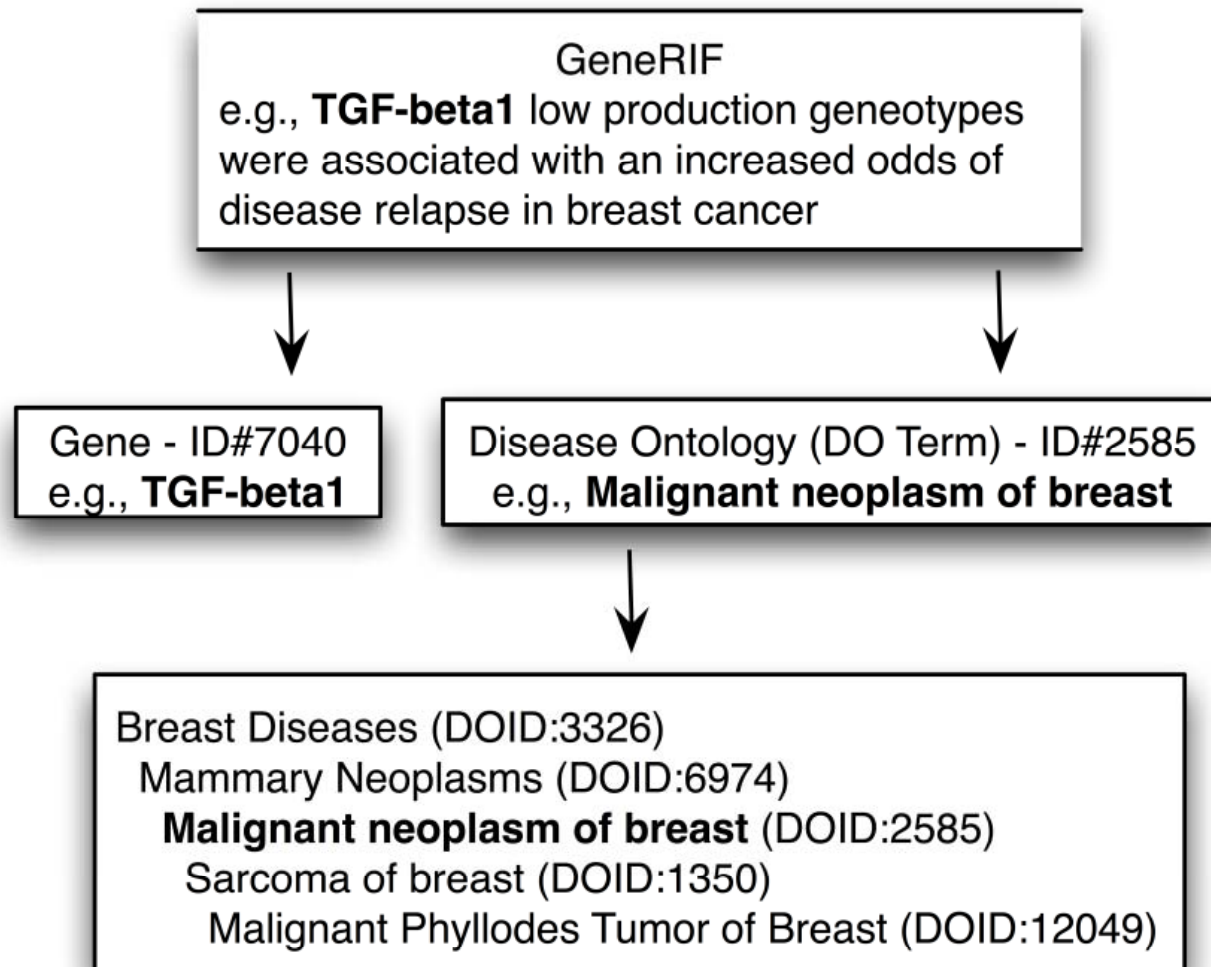 GeneRIF
e.g., TGF-beta1 low production geneotypes
were associated with an increased odds of
disease relapse in breast cancer
Gene - ID#7040
e.g., TGF-beta1
Disease Ontology (DO Term) - ID#2585
e.g., Malignant neoplasm of breast
Breast Diseases (DOID:3326)
Mammary Neoplasms (DOID:6974)
Malignant neoplasm of breast (DOID:2585)
Sarcoma of breast (DOID:1350)
Malignant Phyllodes Tumor of Breast (DOID:12049)